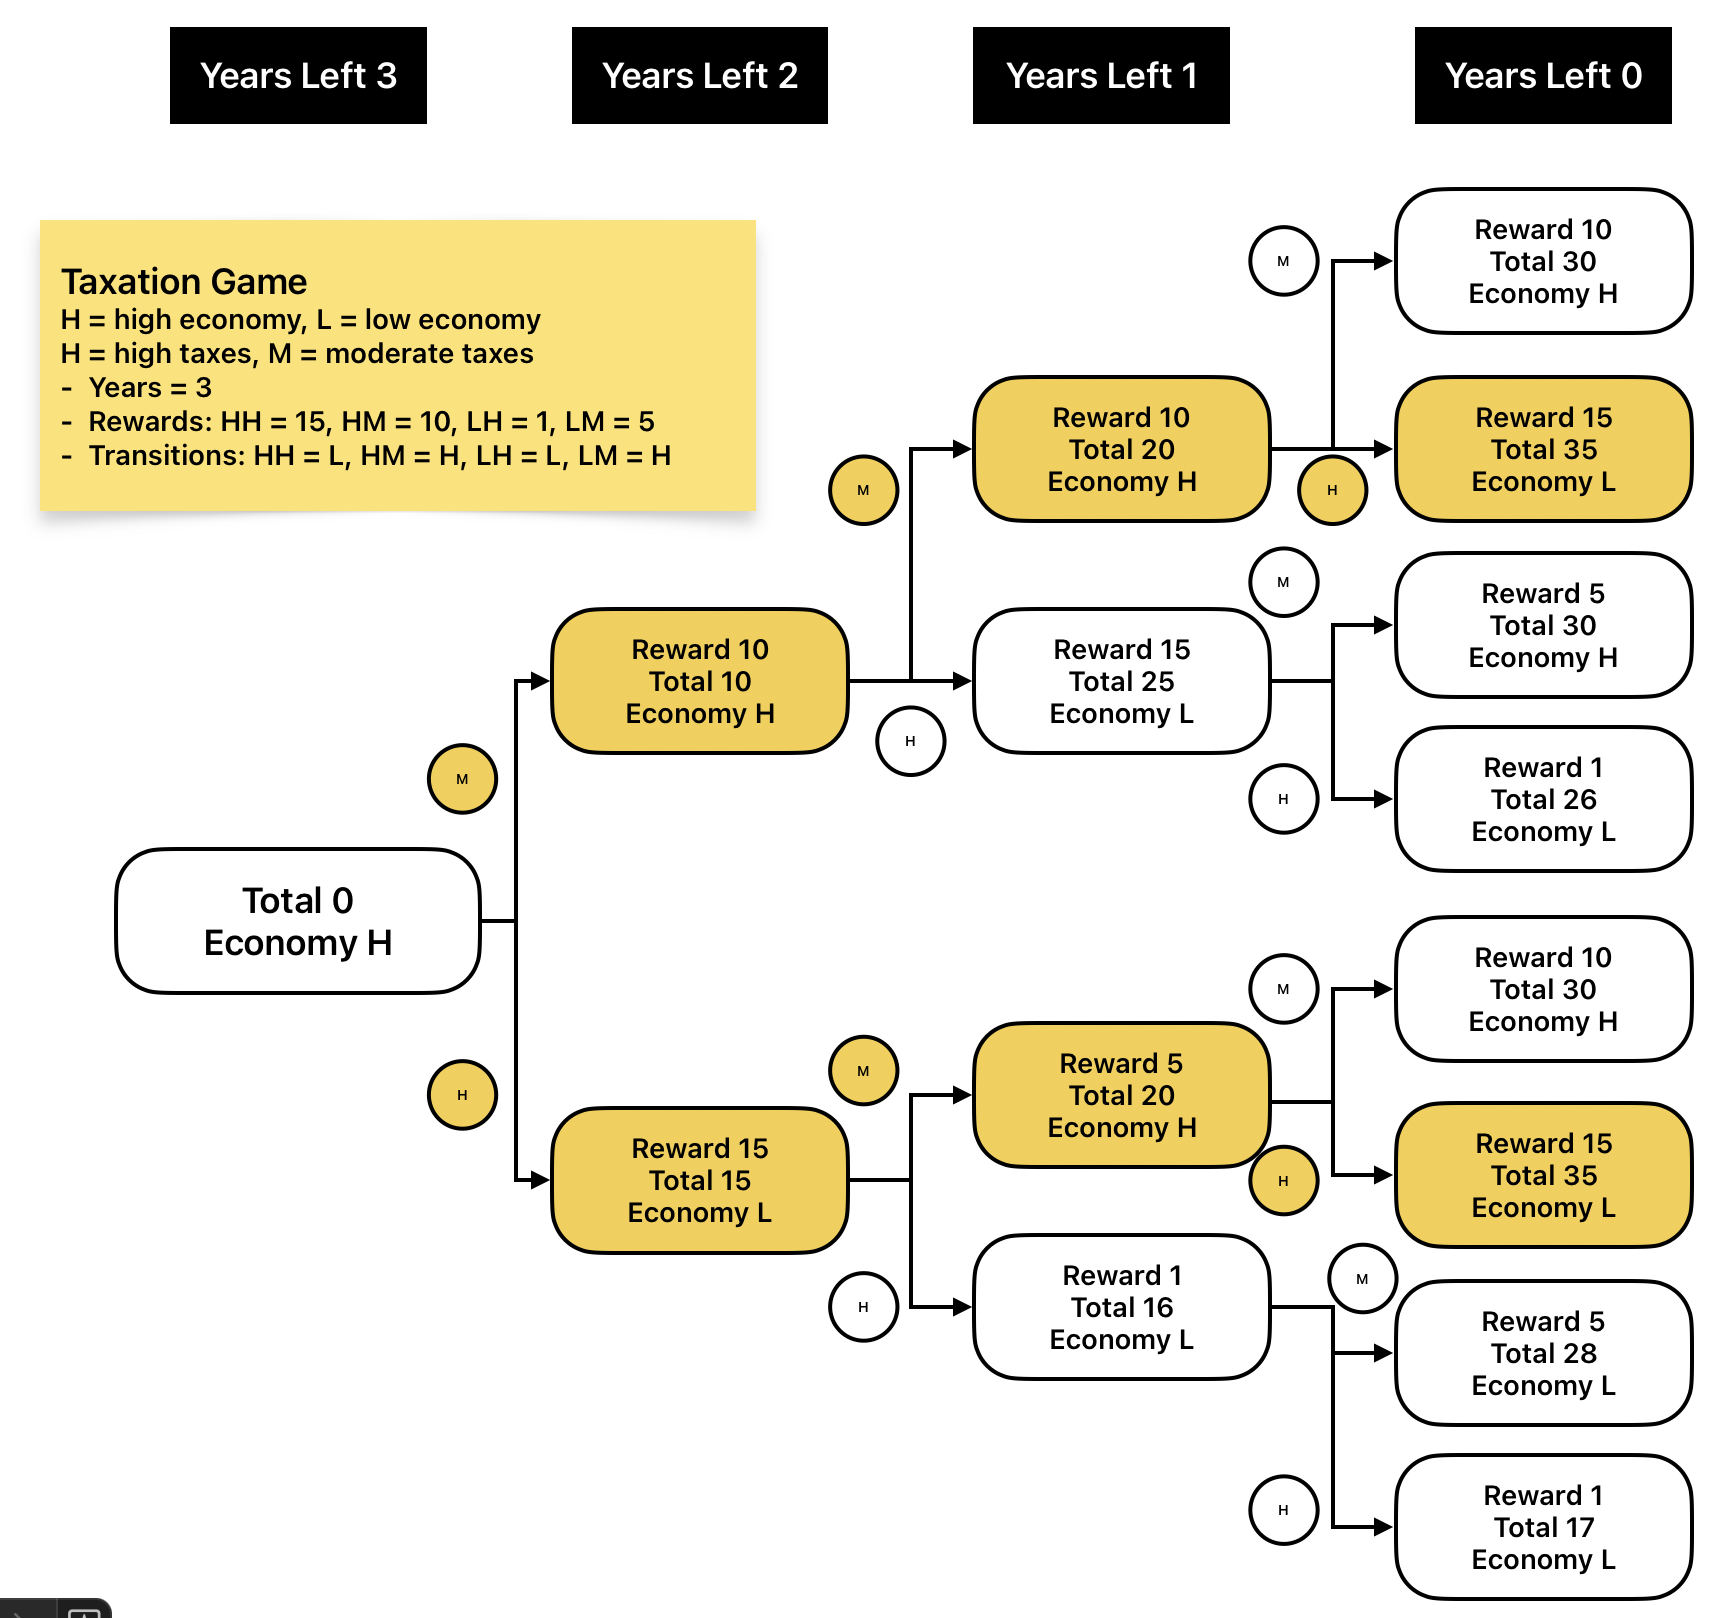 Years Left 3
Years Left 2
Years Left 1
Years Left 0
Taxation Game
H = high economy, L = low economy
H = high taxes, M = moderate taxes
- Years = 3
- Rewards: HH = 15, HM = 10, LH = 1, LM = 5
- Transitions: HH = L, HM = H, LH = L, LM = H
Total 0
Economy H
M
H
Reward 10
Total 10
Economy H
Reward 15
Total 15
Economy L
M
H
M
H
Reward 10
Total 20
Economy H
Reward 15
Total 25
Economy L
Reward 5
Total 20
Economy H
Reward 1
Total 16
Economy L
M
H
M
H
M
H
M
H
Reward 10
Total 30
Economy H
Reward 15
Total 35
Economy L
Reward 5
Total 30
Economy H
Reward 1
Total 26
Economy L
Reward 10
Total 30
Economy H
Reward 15
Total 35
Economy L
Reward 5
Total 28
Economy L
Reward 1
Total 17
Economy L